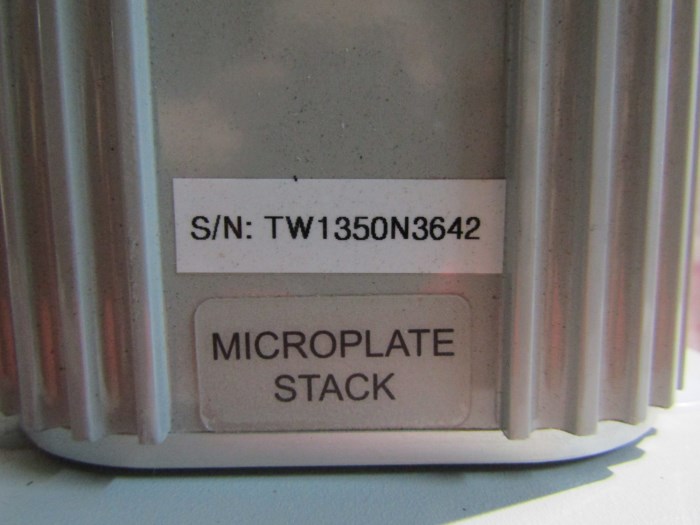 S/N: TW1350N3642
MICROPLATE
STACK